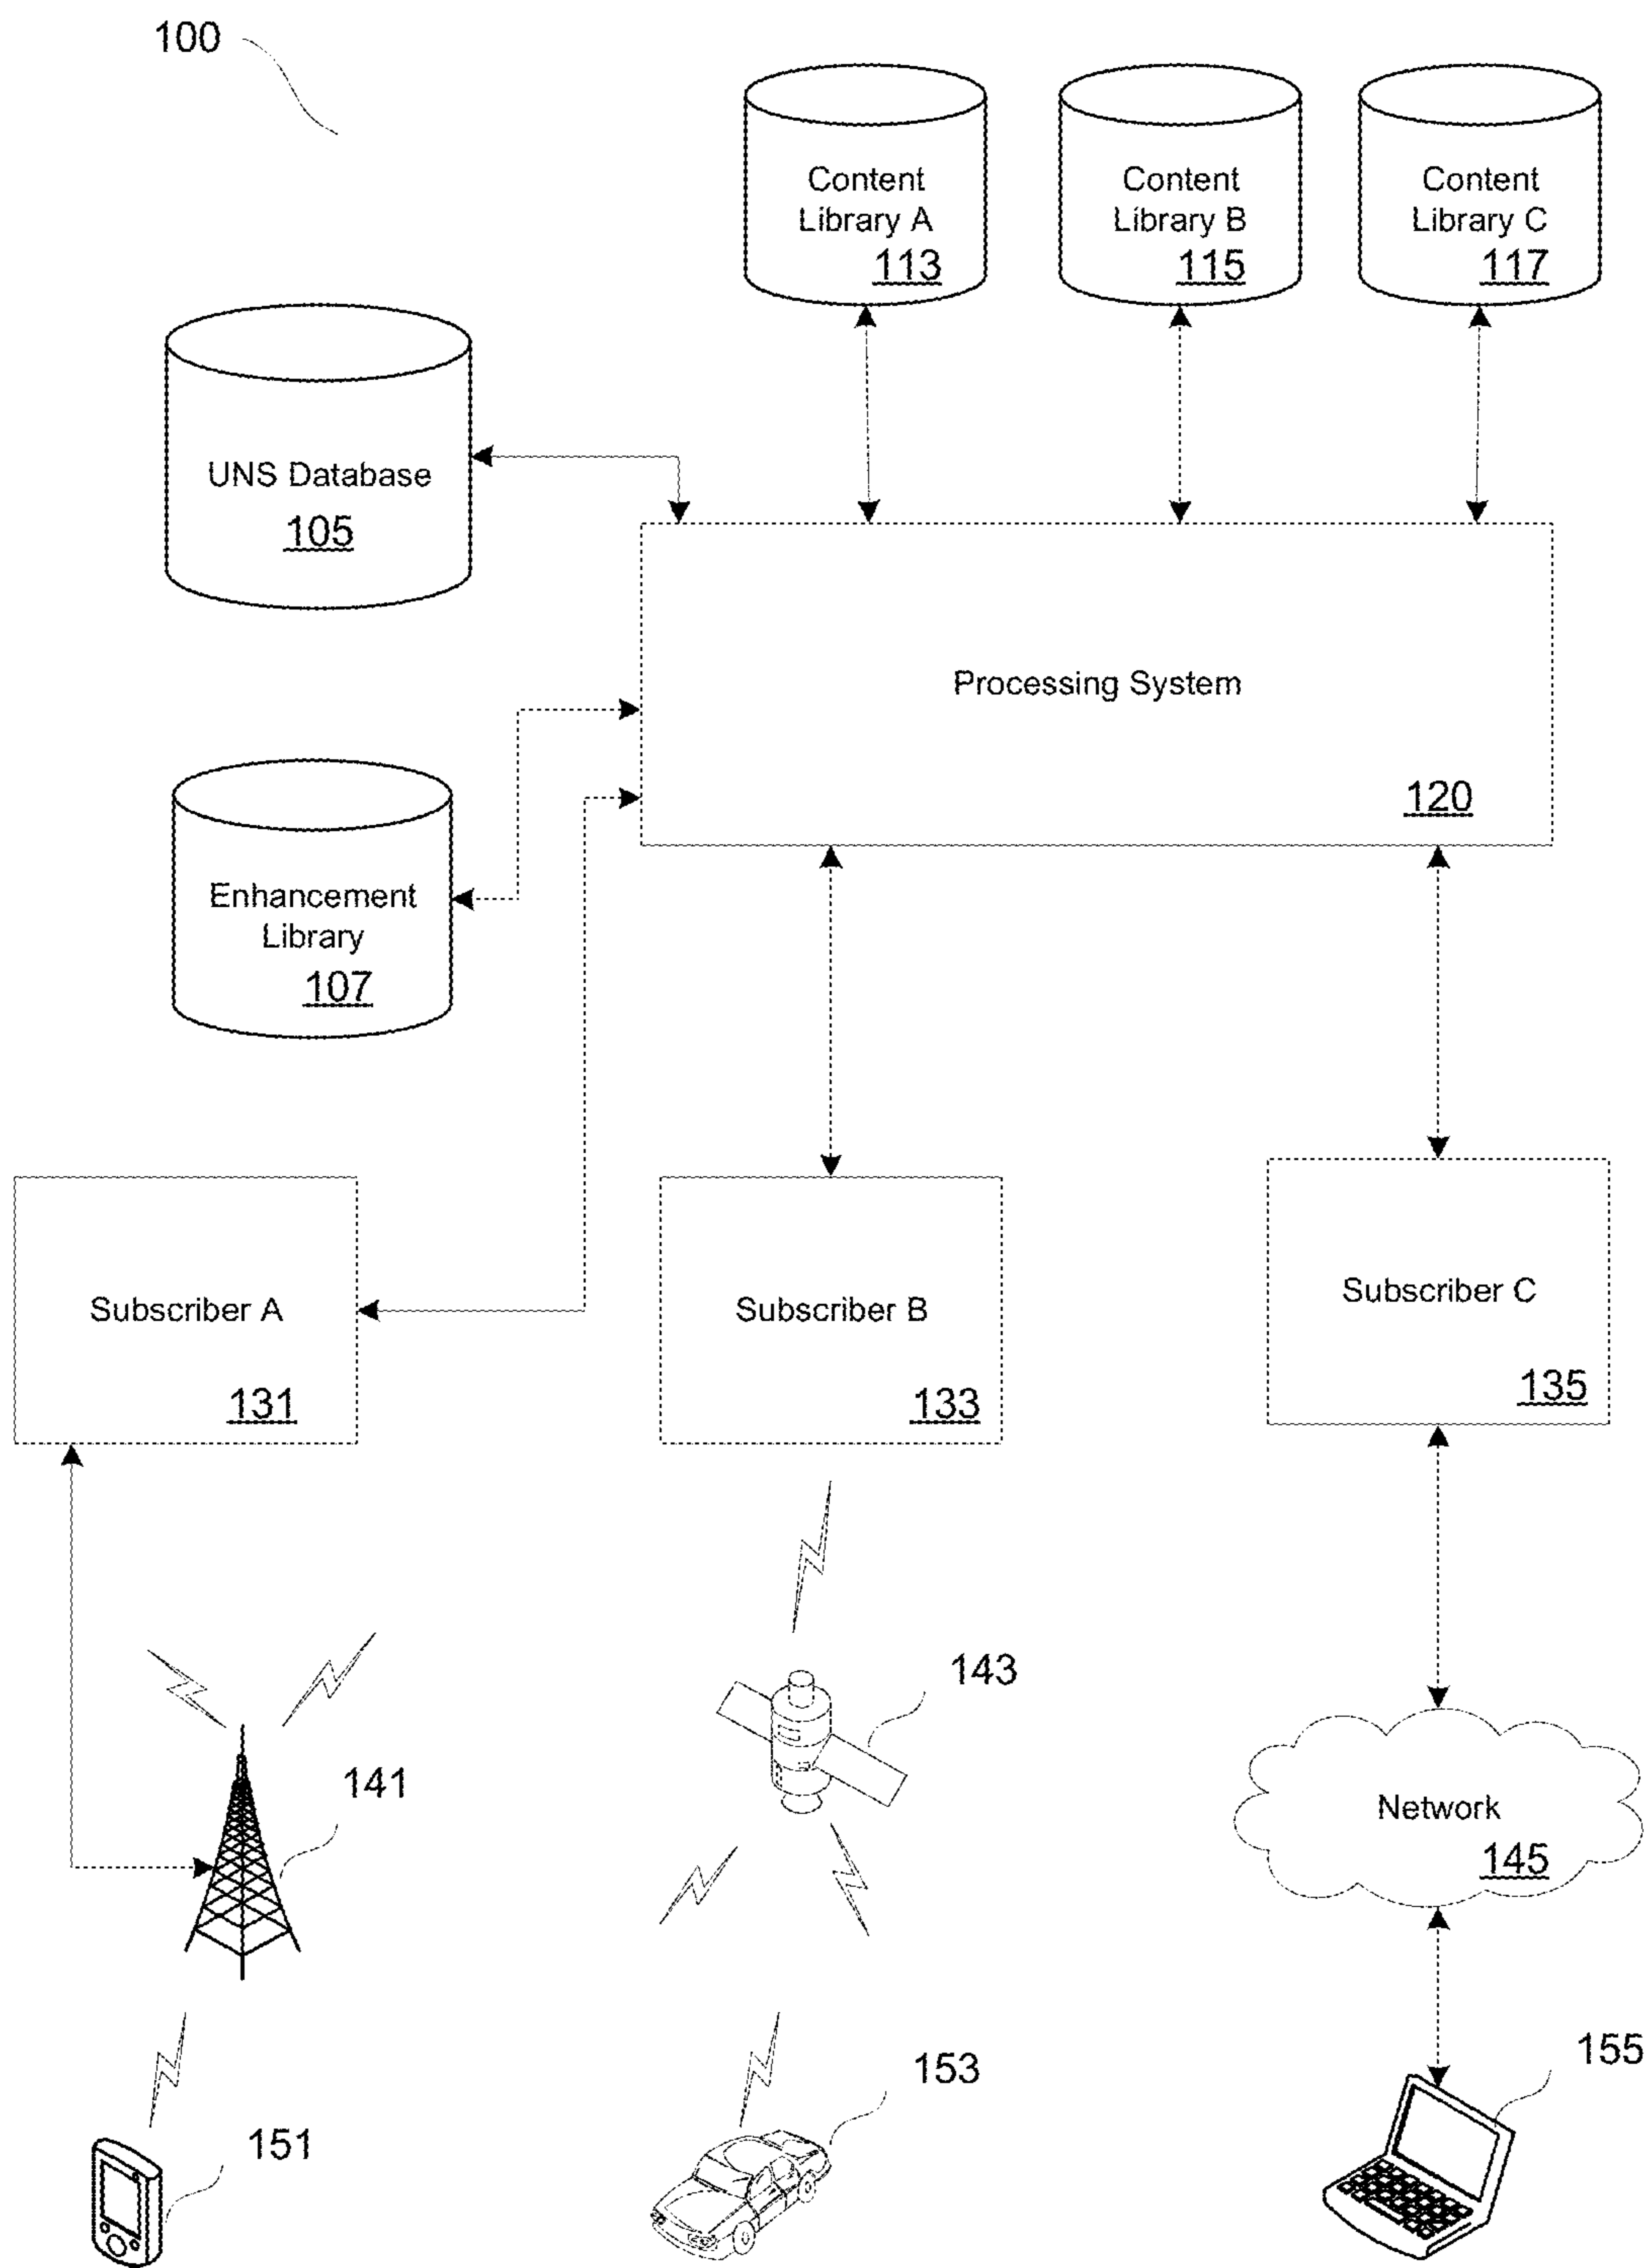 100
Content
Library A
113
Content
Library B
115
Content
Library C
117
UNS Database
105
Processing System
120
Enhancement
Library
107
Subscriber A
131
Subscriber B
133
Subscriber C
135
143
141
Network
145
155
153
151